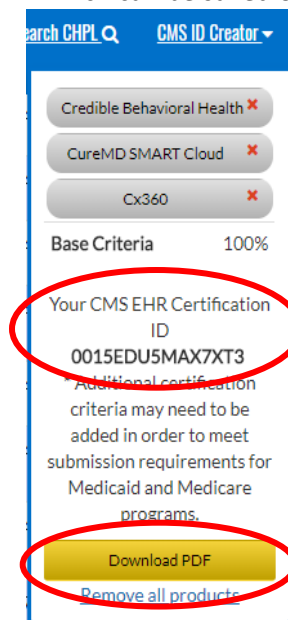 earch CHPL CMS ID Creator
Credible Behavioral Health ×
CureMD SMART Cloud ×
Cx360 ×
Base Criteria 100%
Your CMS EHR Certification
ID
0015EDU5MAX7XT3
* Additional certification
criteria may need to be
added in order to meet
submission requirements for
Medicaid and Medicare
programs.
Download PDF
Remove all products